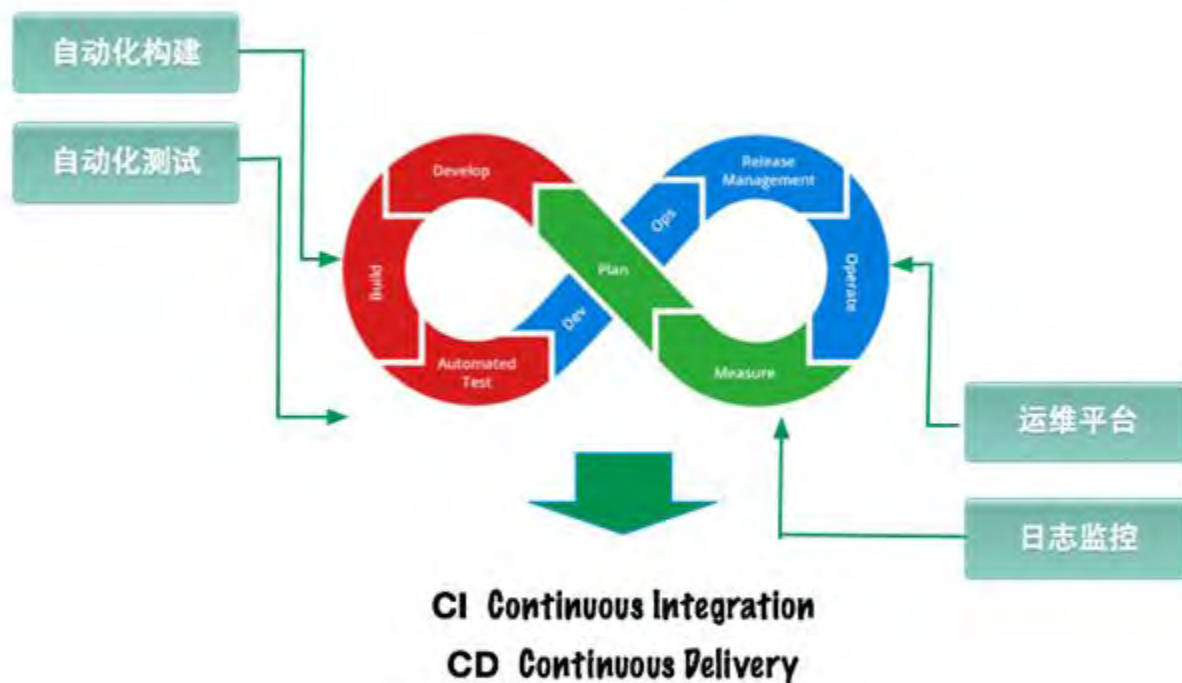 自动化构建
自动化测试
Develop
Build
Automated
Test
Dev
Plan
Ops
Release
Management
Operate
Measure
运维平台
日志监控
CI Continuous Integration
CD Continuous Delivery